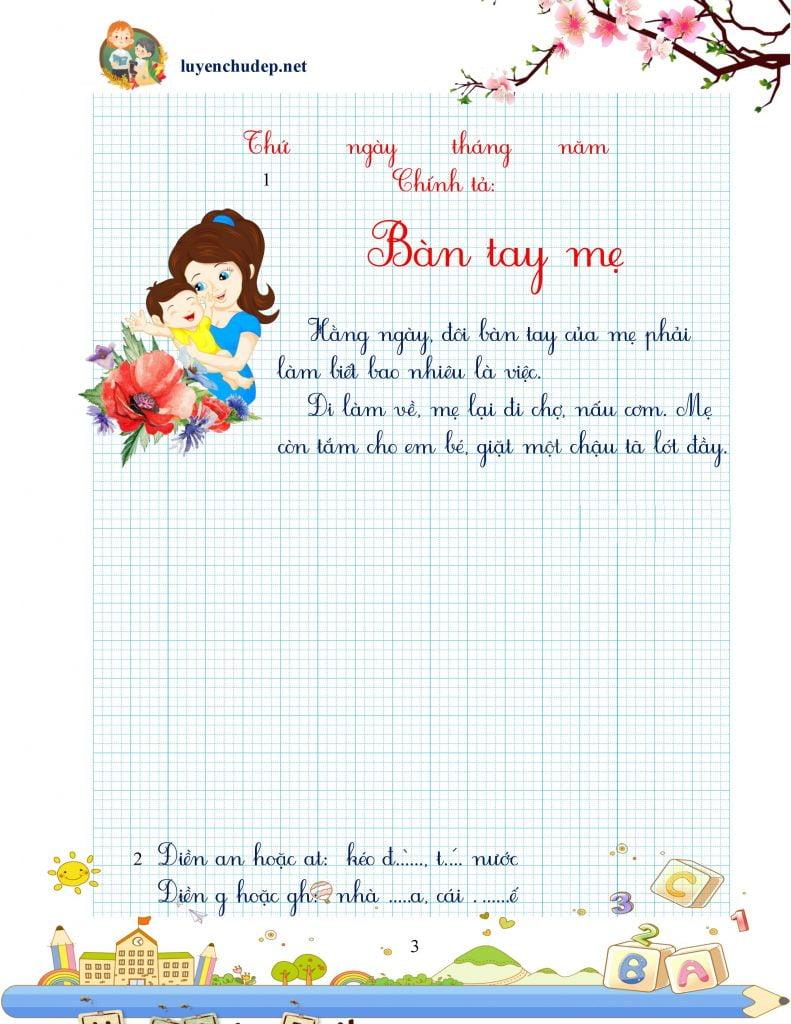 luyenchudep.net
Thứ ngày tháng năm
1 Chính tả:
Bàn tay mẹ
Hằng ngày, đôi bàn tay của mẹ phải
làm biết bao nhiêu là việc.
Đi làm về, mẹ lại đi chợ, nấu cơm. Mẹ
còn tắm cho em bé, giặt một chậu tã lót đầy.
2 Điền an hoặc at: kéo đ..̀...., t..́.. nước
Điền g hoặc gh: nhà .....a, cái . ......ế
C
3
2
1
B A
3